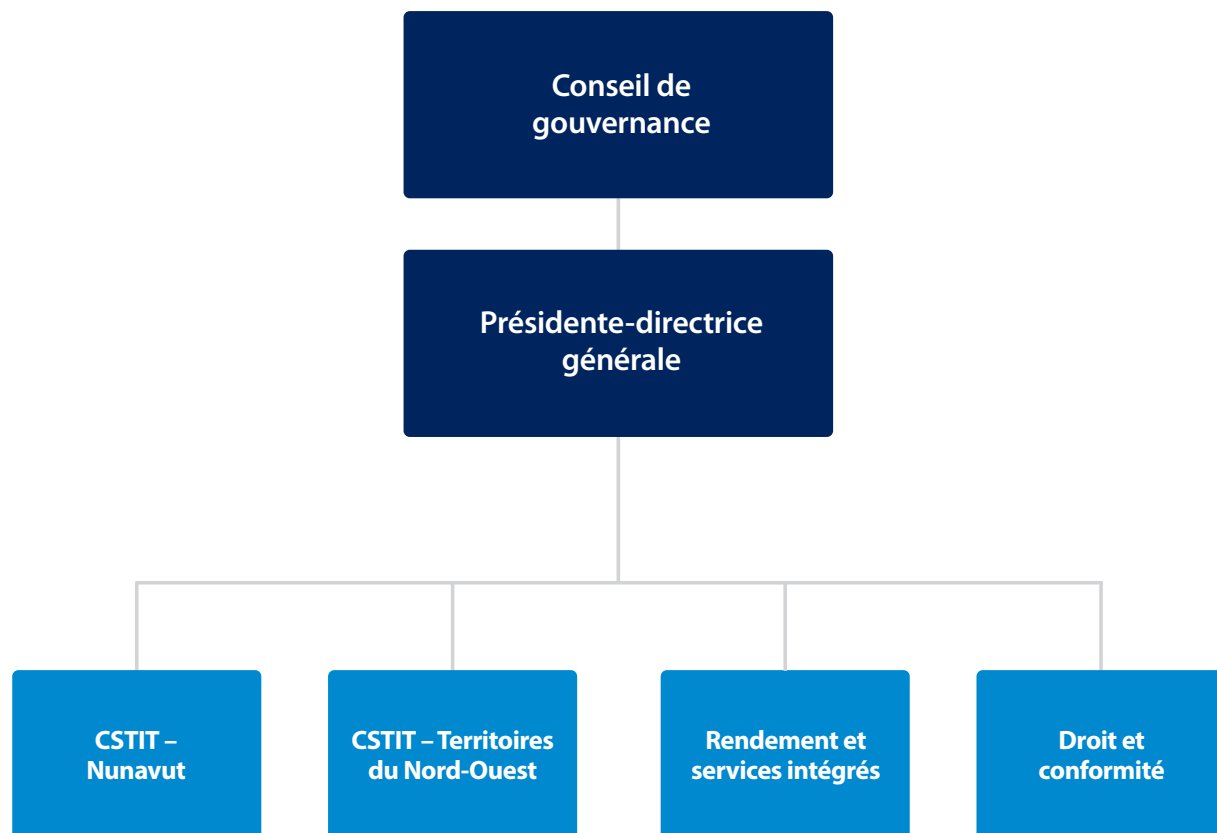 Conseil de
gouvernance
Présidente-directrice
générale
CSTIT –
Nunavut
CSTIT – Territoires
du Nord-Ouest
Rendement et
services intégrés
Droit et
conformité